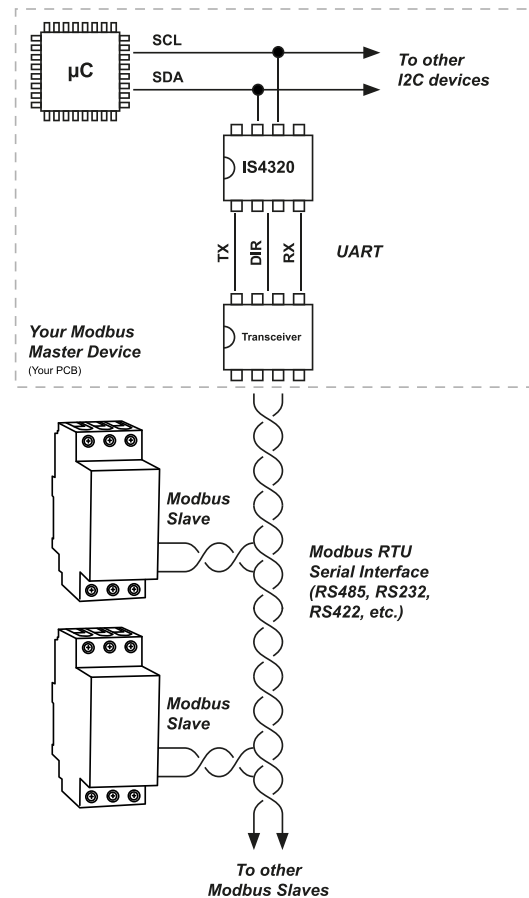 SCL
µC
SDA
To other
I2C devices
IS4320
TX
DIR
RX
UART
Transceiver
Your Modbus
Master Device
(Your PCB)
Modbus
Slave
Modbus RTU
Serial Interface
(RS485, RS232,
RS422, etc.)
Modbus
Slave
To other
Modbus Slaves